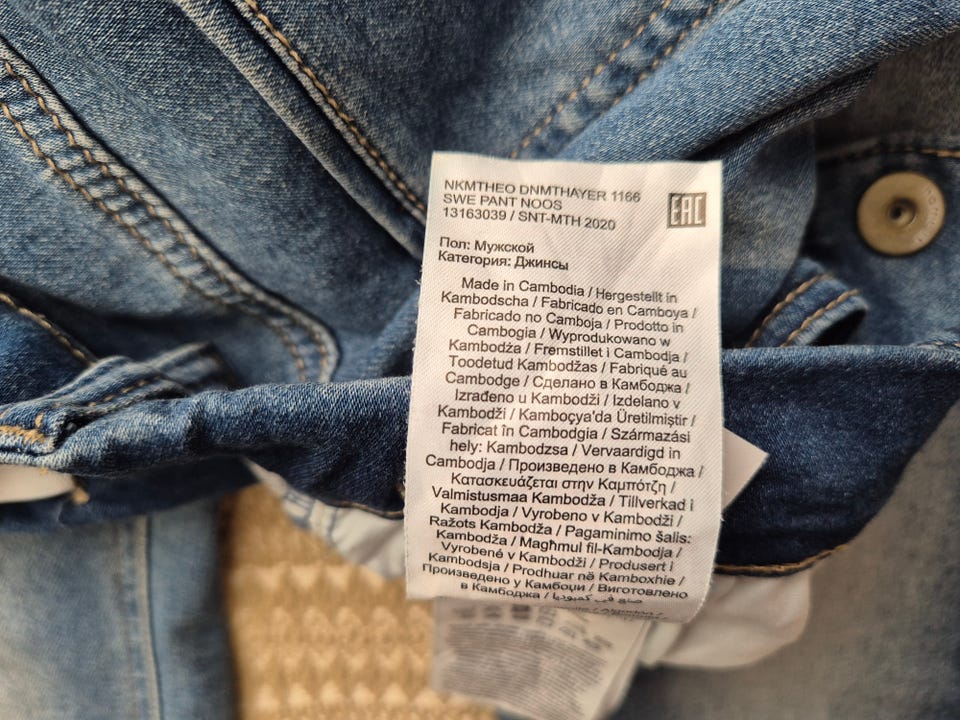 NKMTHEO DNMTHAYER 1166
SWE PANT NOOS
13163039 / SNT-MTH 2020
EAC
Пол: Мужской
Категория: Джинсы
Made in Cambodia / Hergestellt in
Kambodscha / Fabricado en Camboya /
Fabricado no Camboja / Prodotto in
Cambogia / Wyprodukowano w
Kambodża / Fremstillet i Cambodja /
Toodetud Kambodžas / Fabriqué au
Cambodge / Сделано в Камбоджа /
Izrađeno u Kambodži / Izdelano v
Kambodži / Kamboçya'da Üretilmiştir /
Fabricat în Cambodgia / Származási
hely: Kambodzsa / Vervaardigd in
Cambodja / Произведено в Камбоджа /
Κατασκευάζεται στην Καμπότζη /
Valmistusmaa Kambodža / Tillverkad i
Kambodja / Vyrobeno v Kambodži /
Ražots Kambodža / Pagaminimo šalis:
Kambodža / Magħmul fil-Kambodja /
Vyrobené v Kambodži / Produsert i
Kambodsja / Prodhuar në Kamboxhie /
Произведено у Камбоџи / Виготовлено
в Камбоджа / صنع في كمبوديا